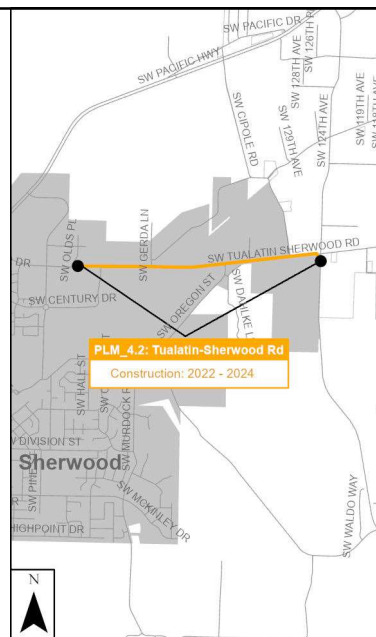 SW PACIFIC DR
SW PACIFIC HWY
SW 126TH
SW 128TH AVE
SW CIPOLE RD
SW 129TH AVE
SW 124TH AVE
SW 119TH AVE
SW OLDS PL
SW GERDA LN
SW TUALATIN SHERWOOD RD
DR
SW CENTURY DR
SW OREGON ST
SW DAHLKE L
PLM_4.2: Tualatin-Sherwood Rd
Construction: 2022 - 2024
SW HALL ST
SW MURDOCK R
DIVISION ST
Sherwood
SW PINE
SW MCKINLEY DR
HIGHPOINT DR
SW WALDO WAY
N